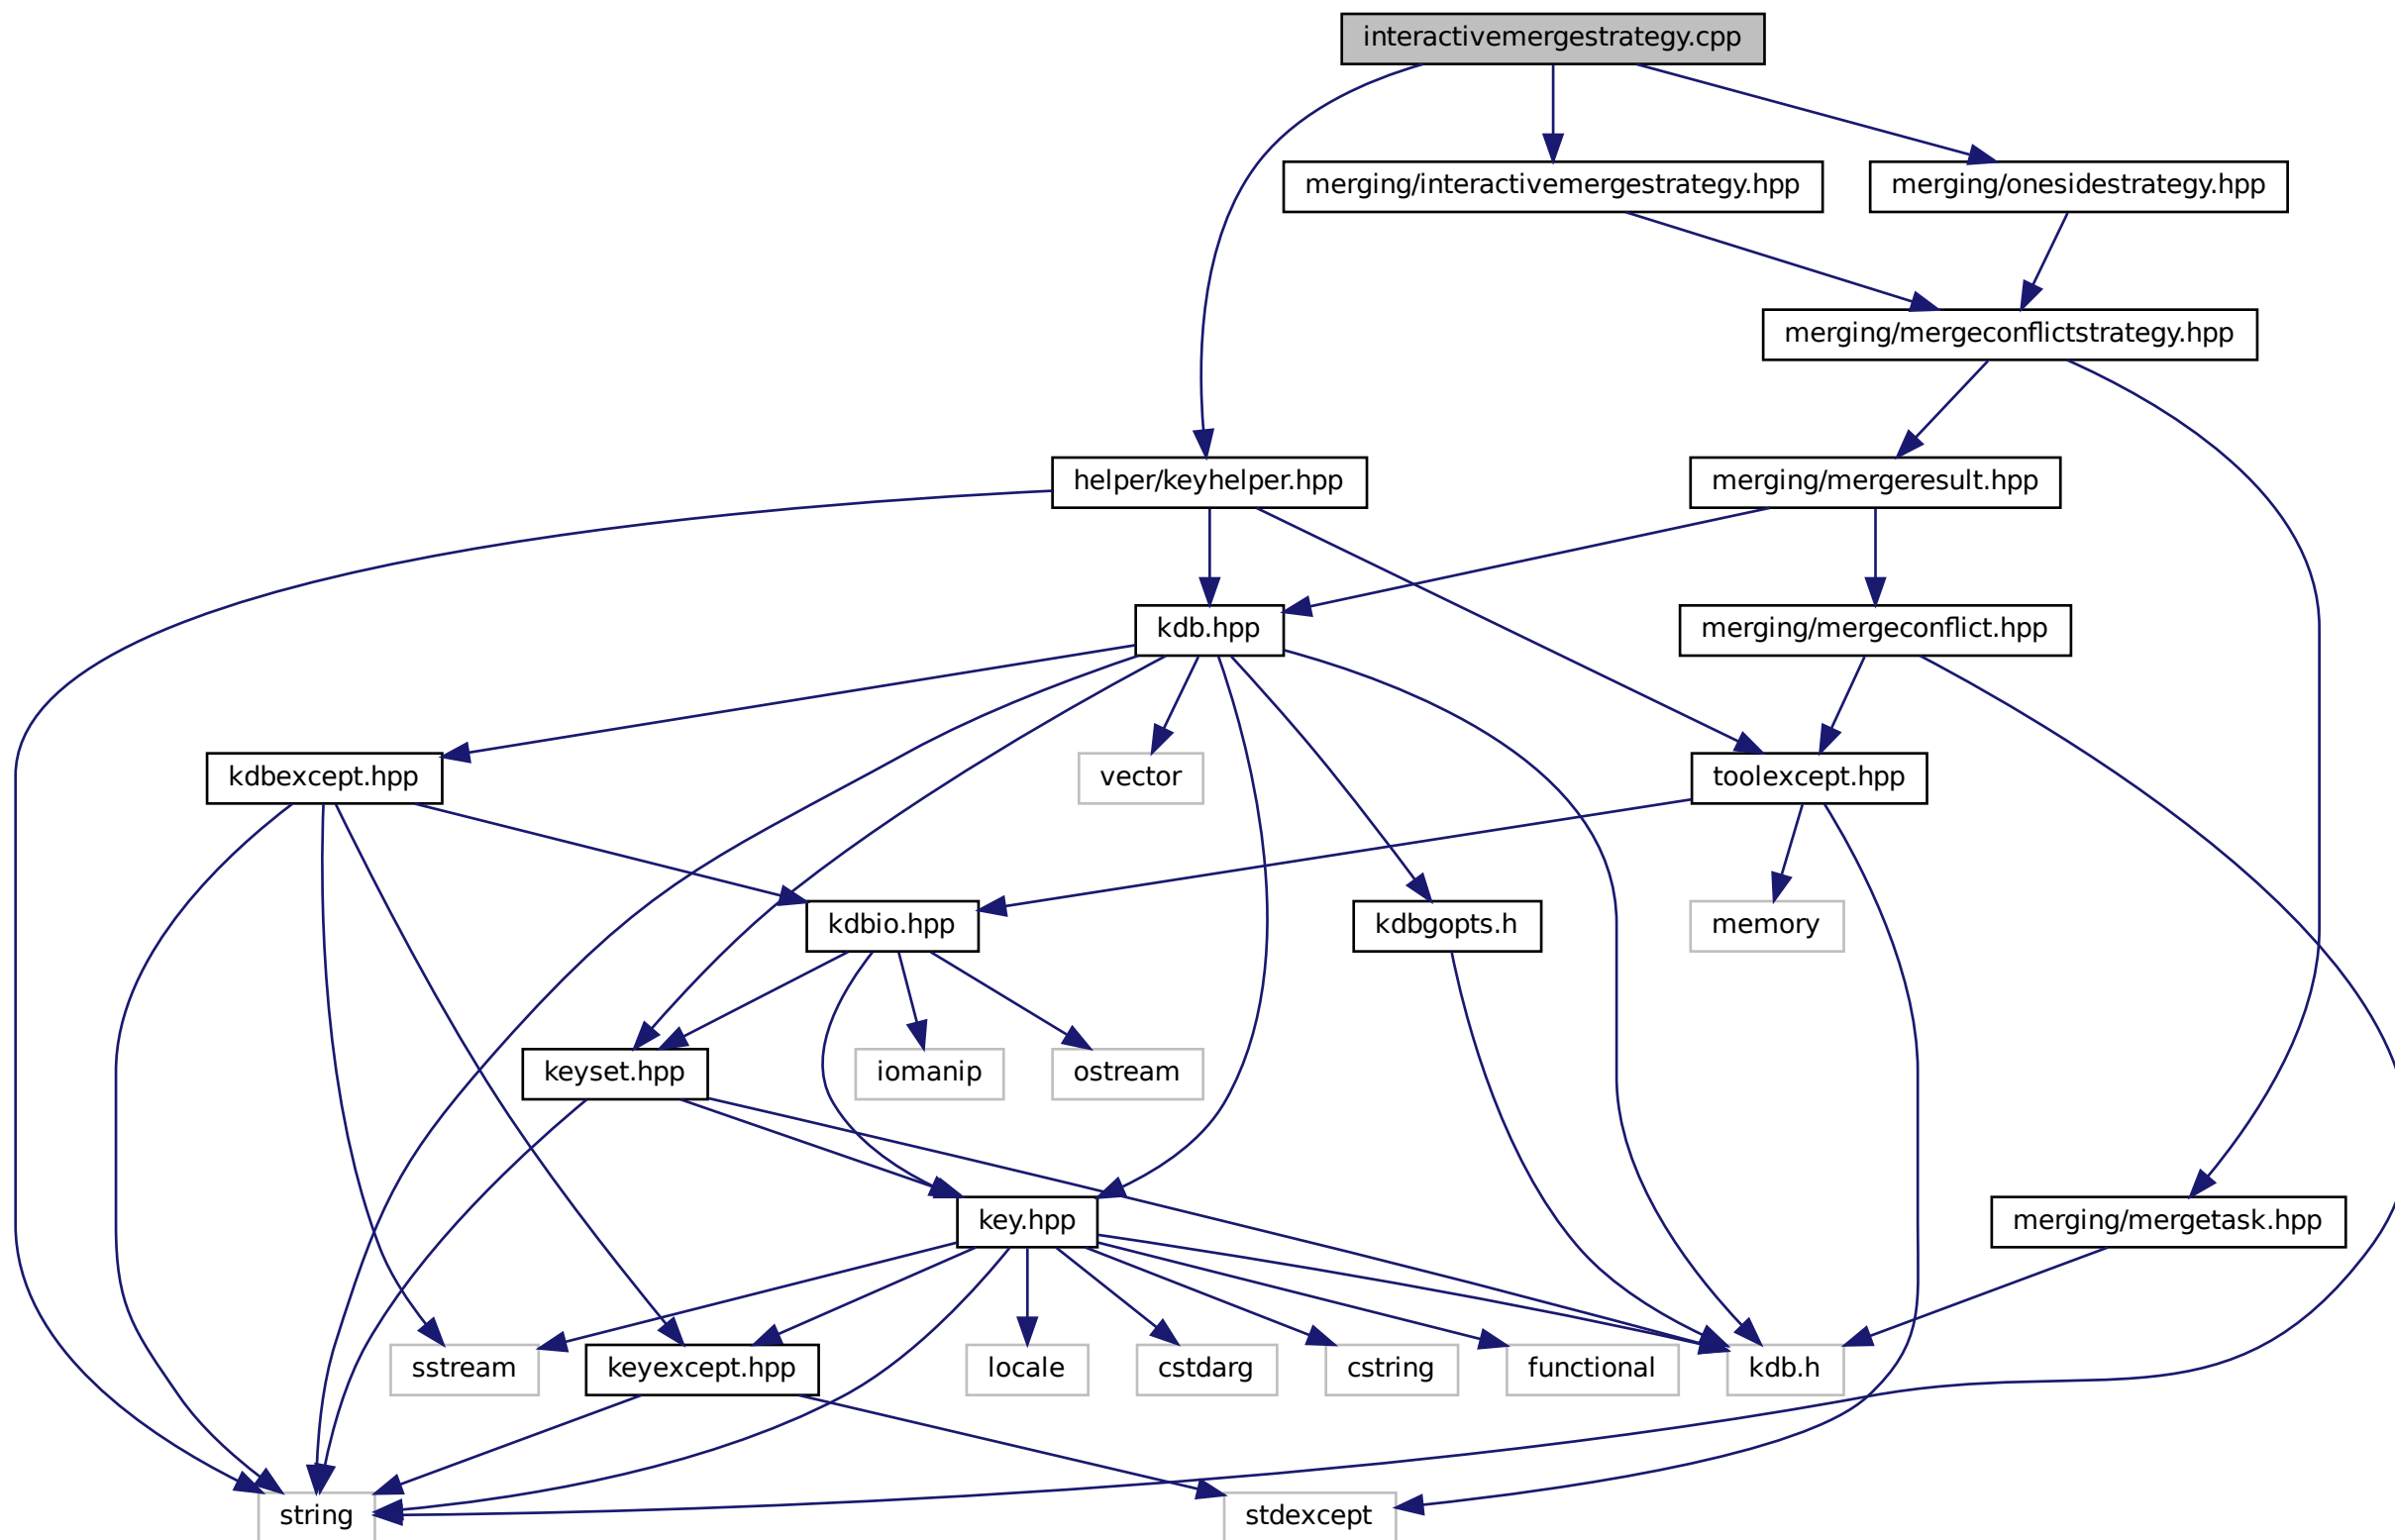 interactivemergestrategy.cpp
merging/interactivemergestrategy.hpp
merging/onesidestrategy.hpp
merging/mergeconflictstrategy.hpp
helper/keyhelper.hpp
merging/mergeresult.hpp
kdb.hpp
merging/mergeconflict.hpp
kdbexcept.hpp
vector
toolexcept.hpp
kdbio.hpp
kdbgopts.h
memory
keyset.hpp
iomanip
ostream
key.hpp
merging/mergetask.hpp
sstream
keyexcept.hpp
locale
cstdarg
cstring
functional
kdb.h
string
stdexcept